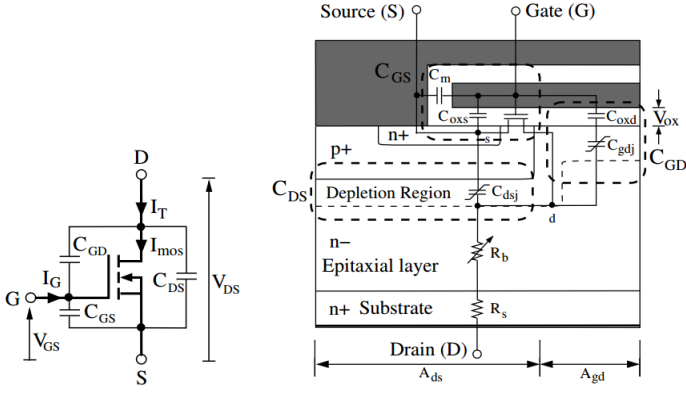 Source (S)
Gate (G)
C_GS
C_m
C_oxs
C_oxd
V_ox
s
n+
p+
C_gdj
C_GD
C_DS
Depletion Region
C_dsj
d
n−
R_b
Epitaxial layer
n+ Substrate
R_s
Drain (D)
A_ds
A_gd
D
I_T
C_GD
I_mos
I_G
G
C_DS
V_DS
C_GS
V_GS
S